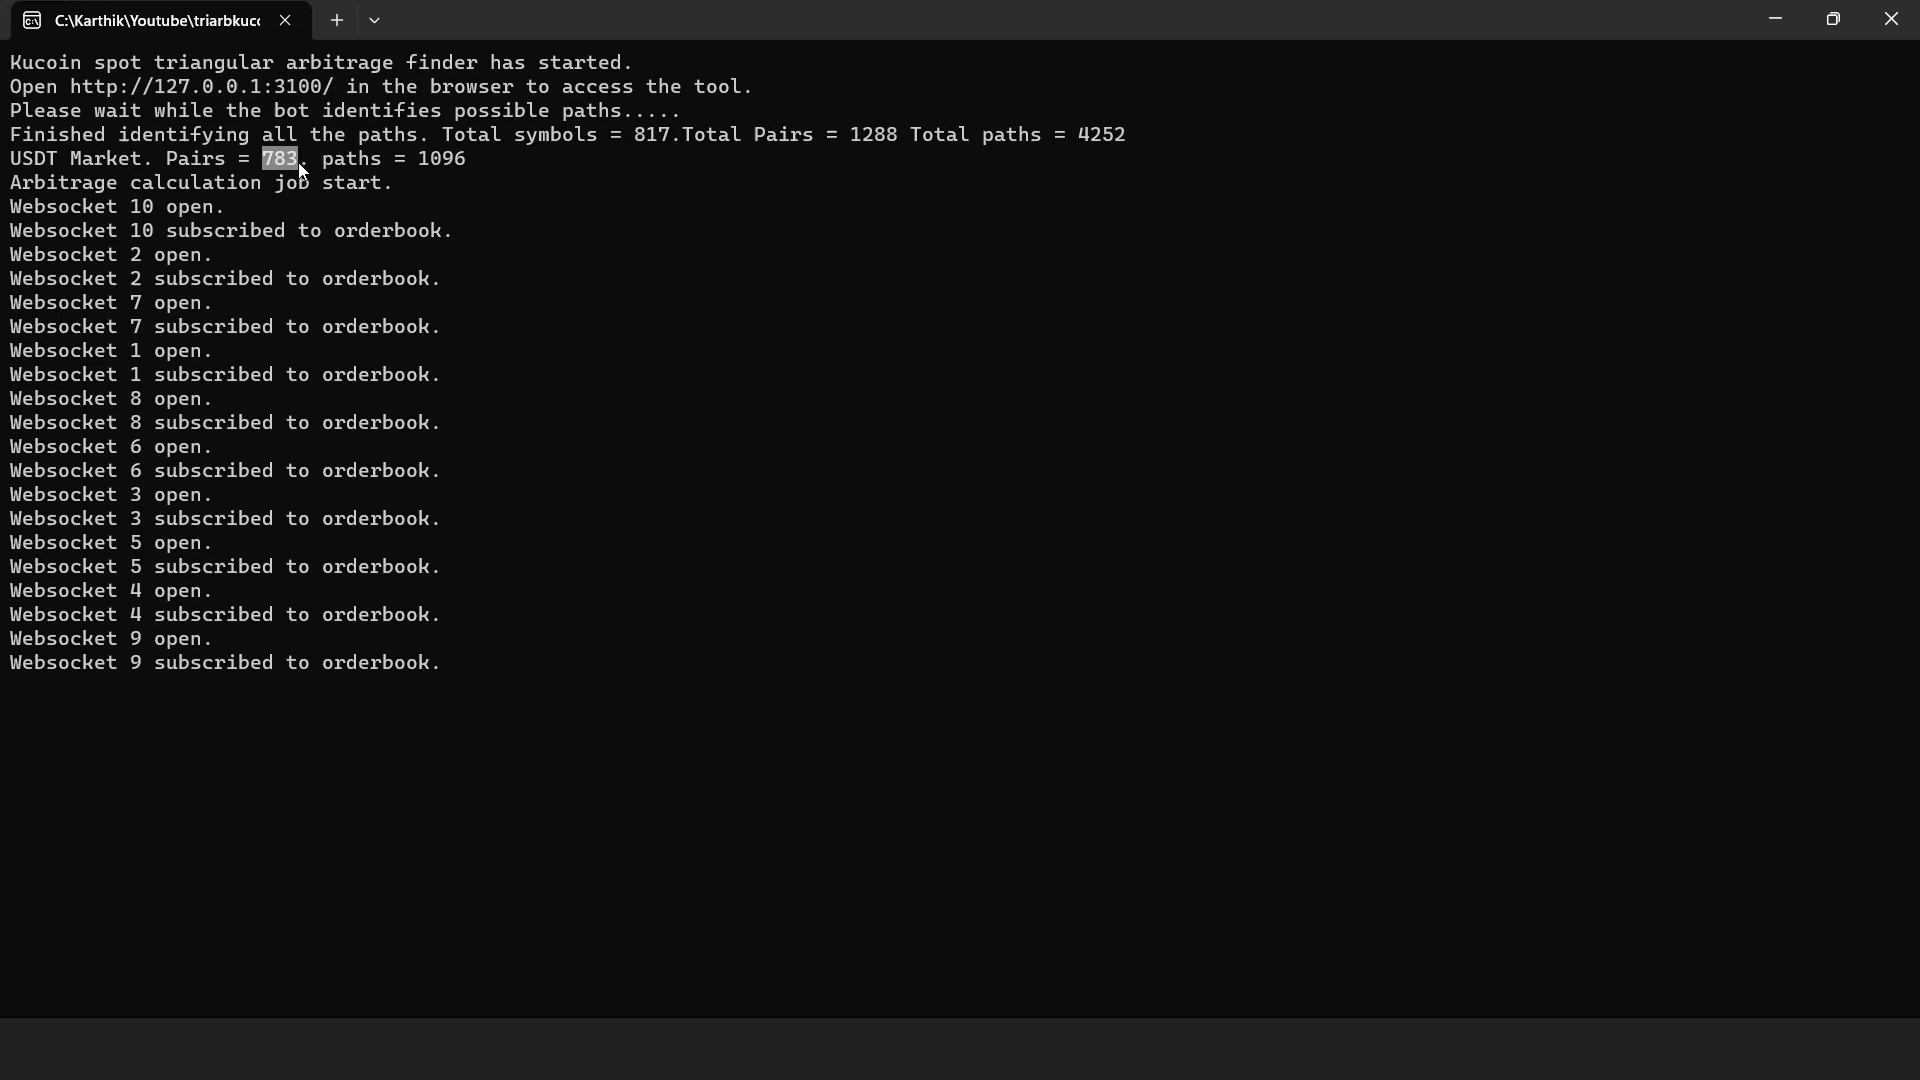 C:\Karthik\Youtube\triarbkuc
Kucoin spot triangular arbitrage finder has started.
Open http://127.0.0.1:3100/ in the browser to access the tool.
Please wait while the bot identifies possible paths.....
Finished identifying all the paths. Total symbols = 817.Total Pairs = 1288 Total paths = 4252
USDT Market. Pairs = 783. paths = 1096
Arbitrage calculation job start.
Websocket 10 open.
Websocket 10 subscribed to orderbook.
Websocket 2 open.
Websocket 2 subscribed to orderbook.
Websocket 7 open.
Websocket 7 subscribed to orderbook.
Websocket 1 open.
Websocket 1 subscribed to orderbook.
Websocket 8 open.
Websocket 8 subscribed to orderbook.
Websocket 6 open.
Websocket 6 subscribed to orderbook.
Websocket 3 open.
Websocket 3 subscribed to orderbook.
Websocket 5 open.
Websocket 5 subscribed to orderbook.
Websocket 4 open.
Websocket 4 subscribed to orderbook.
Websocket 9 open.
Websocket 9 subscribed to orderbook.